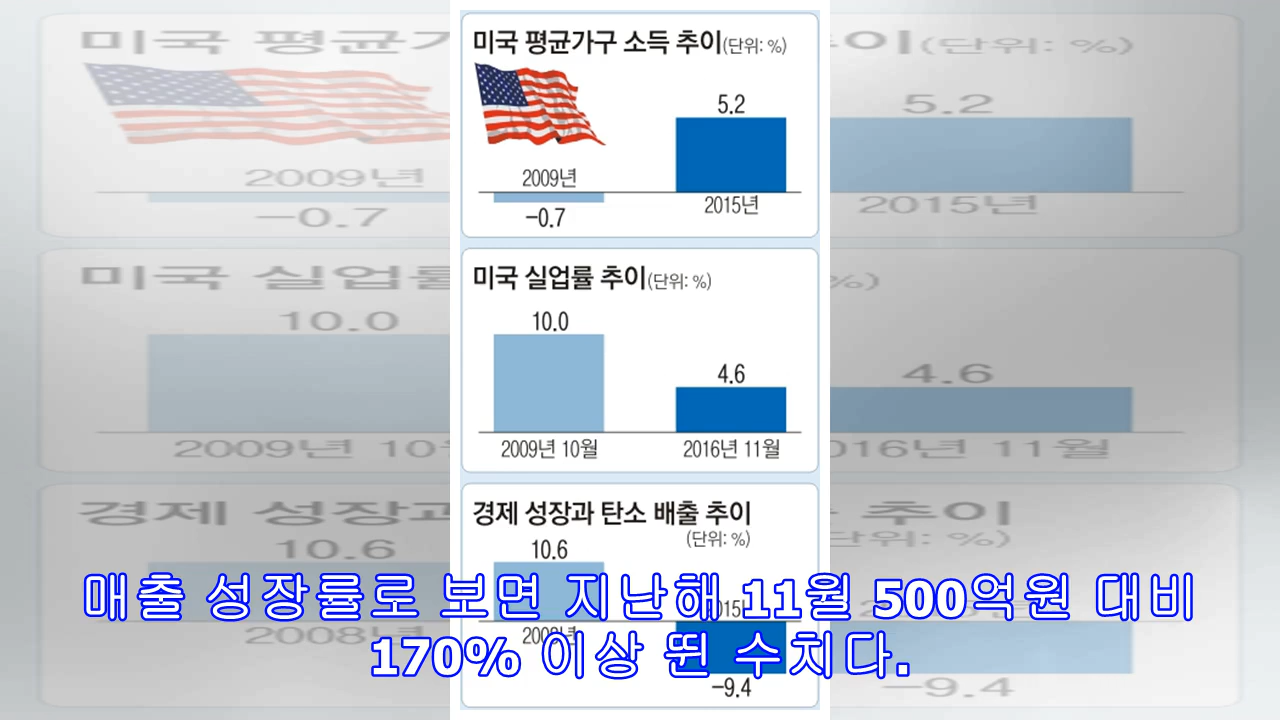 미국 평균가구 소득 추이(단위: %)
5.2
2009년
-0.7
2015년
미국 실업률 추이(단위: %)
10.0
4.6
2009년 10월
2016년 11월
경제 성장과 탄소 배출 추이
(단위: %)
10.6
2008년
-9.4
매출 성장률로 보면 지난해 11월 500억원 대비
170% 이상 뛴 수치다.